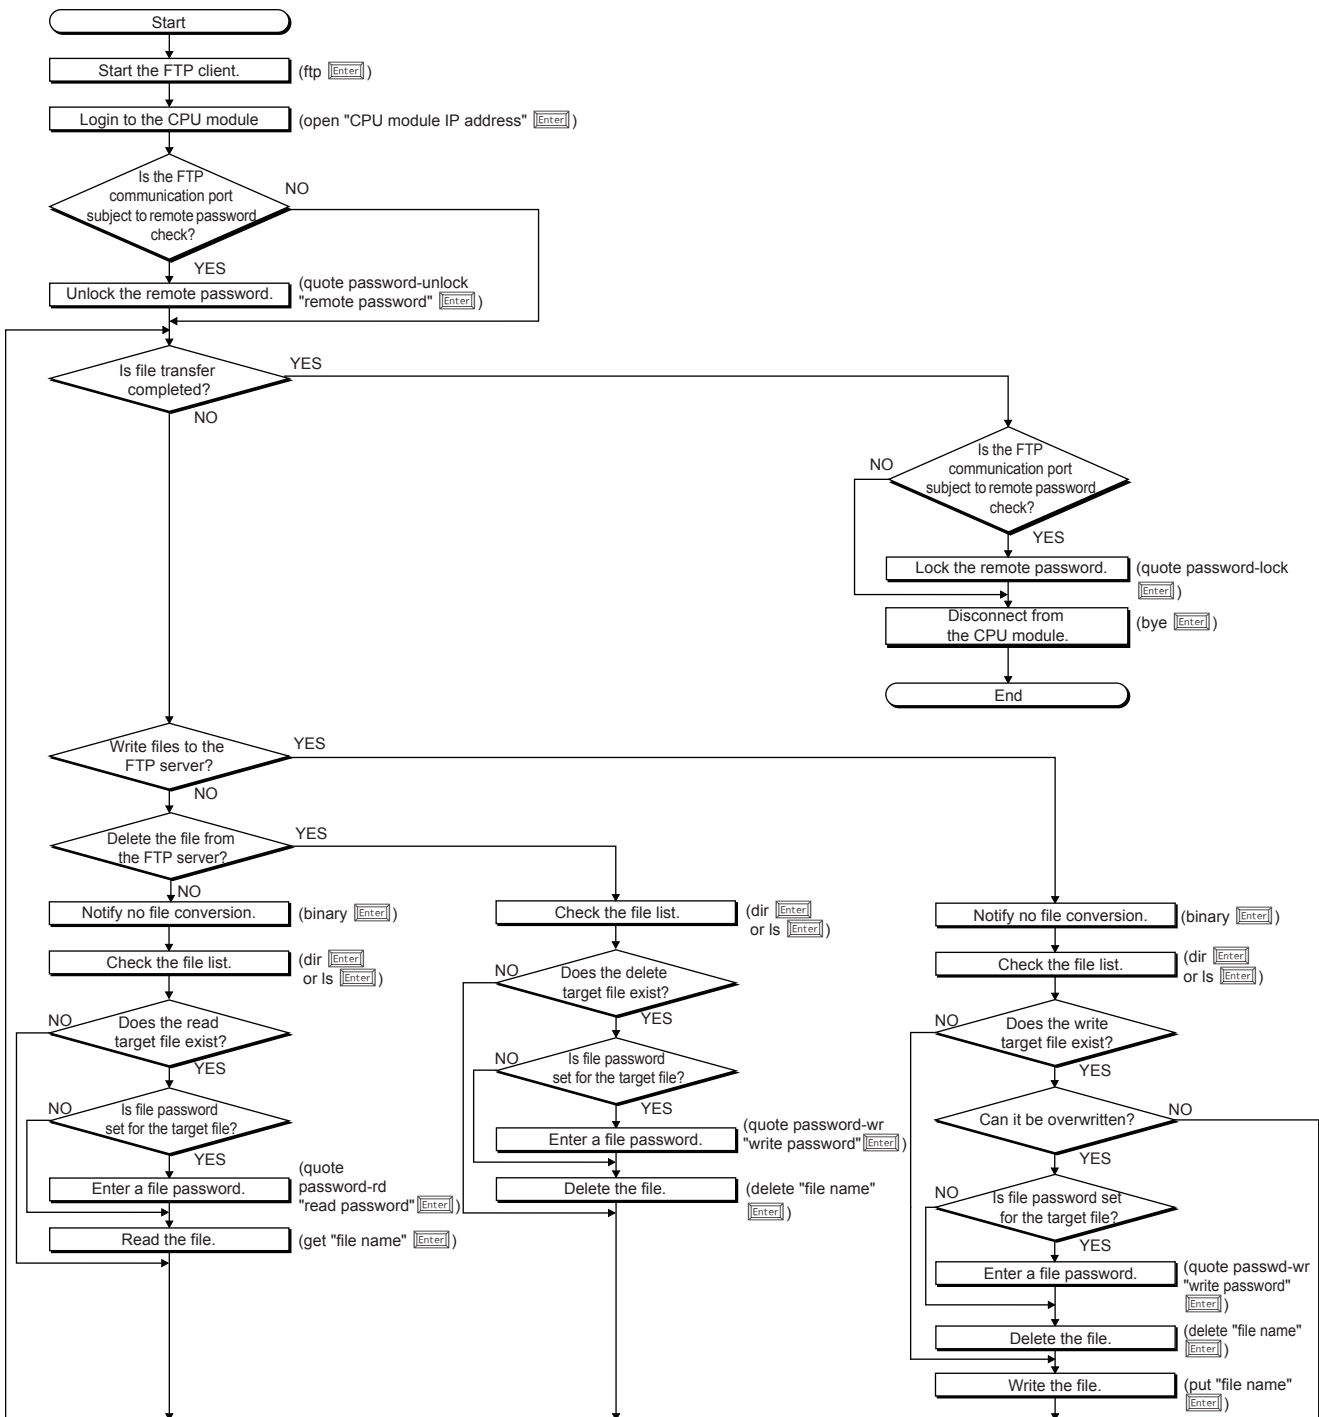 Start
Start the FTP client.
(ftp Enter)
Login to the CPU module
(open "CPU module IP address" Enter)
Is the FTP
communication port
subject to remote password
check?
NO
YES
Unlock the remote password.
(quote password-unlock
"remote password" Enter)
Is file transfer
completed?
YES
NO
Is the FTP
communication port
subject to remote password
check?
NO
YES
Lock the remote password.
(quote password-lock
Enter)
Disconnect from
the CPU module.
(bye Enter)
End
Write files to the
FTP server?
YES
NO
Delete the file from
the FTP server?
YES
NO
Notify no file conversion.
(binary Enter)
Check the file list.
(dir Enter
or ls Enter)
Does the read
target file exist?
NO
YES
Is file password
set for the target file?
NO
YES
Enter a file password.
(quote
password-rd
"read password" Enter)
Read the file.
(get "file name" Enter)
Check the file list.
(dir Enter
or ls Enter)
Does the delete
target file exist?
NO
YES
Is file password
set for the target file?
NO
YES
Enter a file password.
(quote password-wr
"write password" Enter)
Delete the file.
(delete "file name"
Enter)
Notify no file conversion.
(binary Enter)
Check the file list.
(dir Enter
or ls Enter)
Does the write
target file exist?
NO
YES
Can it be overwritten?
NO
YES
Is file password set
for the target file?
NO
YES
Enter a file password.
(quote passwd-wr
"write password"
Enter)
Delete the file.
(delete "file name"
Enter)
Write the file.
(put "file name"
Enter)